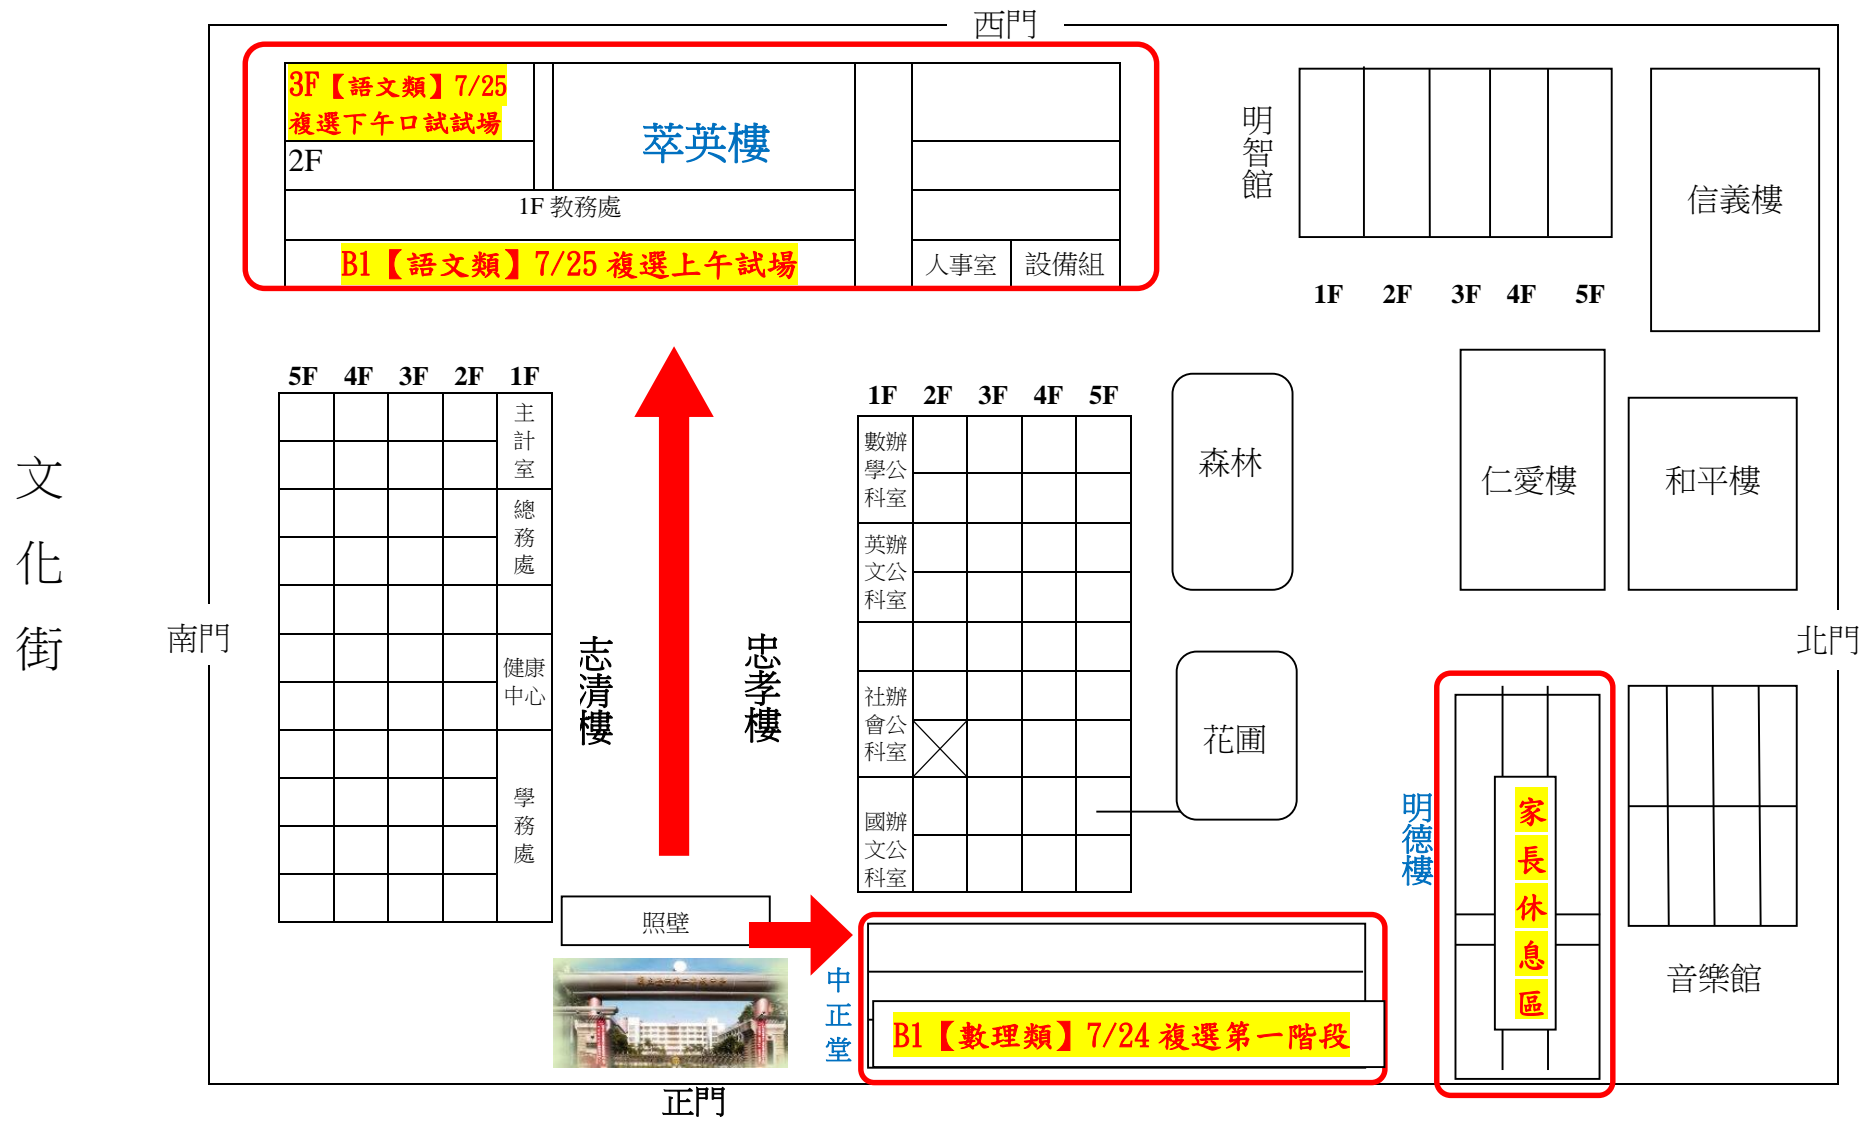 西門
3F【語文類】7/25
複選下午口試試場
2F
萃英樓
1F 教務處
B1【語文類】7/25 複選上午試場
人事室
設備組
明智館
1F 2F 3F 4F 5F
信義樓
5F 4F 3F 2F 1F
主計室
總務處
健康
中心
學務處
文化街
南門
志清樓
忠孝樓
1F 2F 3F 4F 5F
數學科
辦公室
英文科
辦公室
社會科
辦公室
國文科
辦公室
森林
花圃
仁愛樓
和平樓
北門
明德樓
家長休息區
音樂館
照壁
中正堂
B1【數理類】7/24 複選第一階段
正門